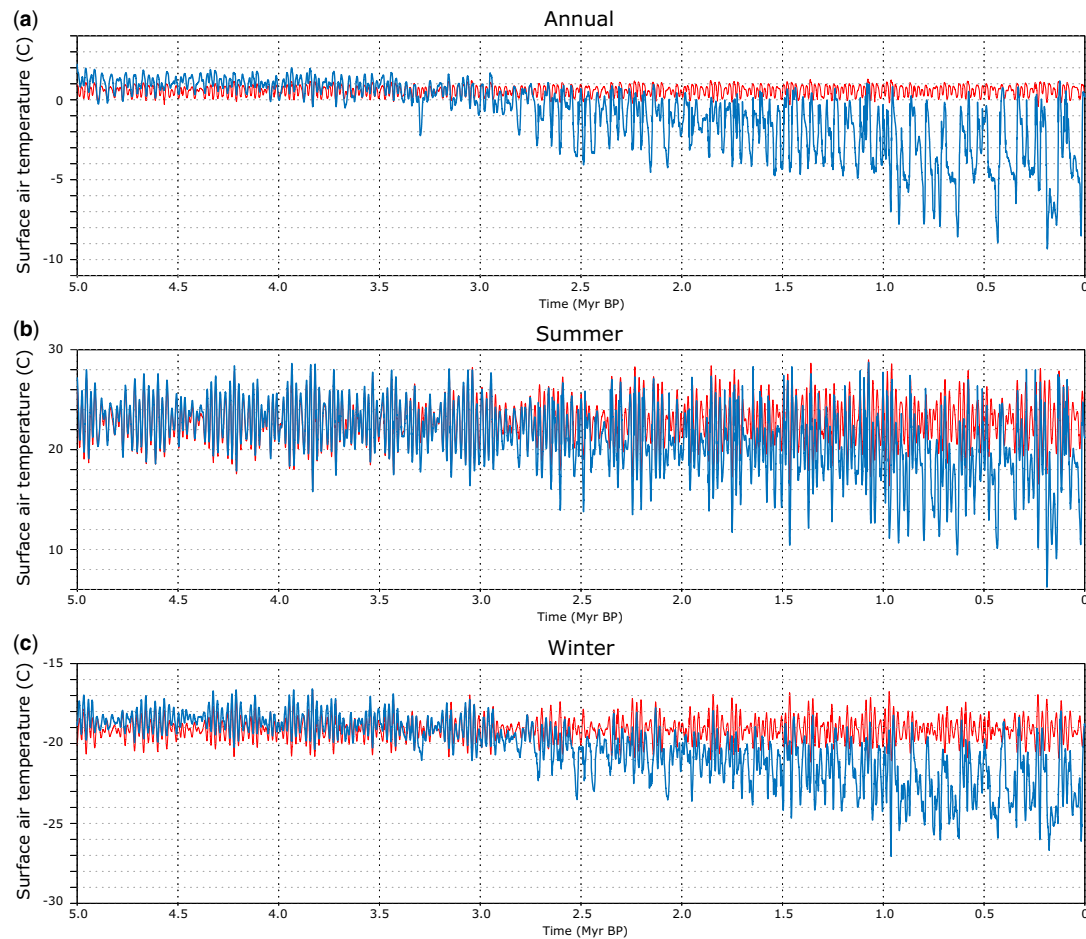 (a)
Annual
Surface air temperature (C)
0
-5
-10
5.0 4.5 4.0 3.5 3.0 2.5 2.0 1.5 1.0 0.5 0
Time (Myr BP)
(b)
Summer
Surface air temperature (C)
30
20
10
5.0 4.5 4.0 3.5 3.0 2.5 2.0 1.5 1.0 0.5 0
Time (Myr BP)
(c)
Winter
Surface air temperature (C)
-15
-20
-25
-30
5.0 4.5 4.0 3.5 3.0 2.5 2.0 1.5 1.0 0.5 0
Time (Myr BP)